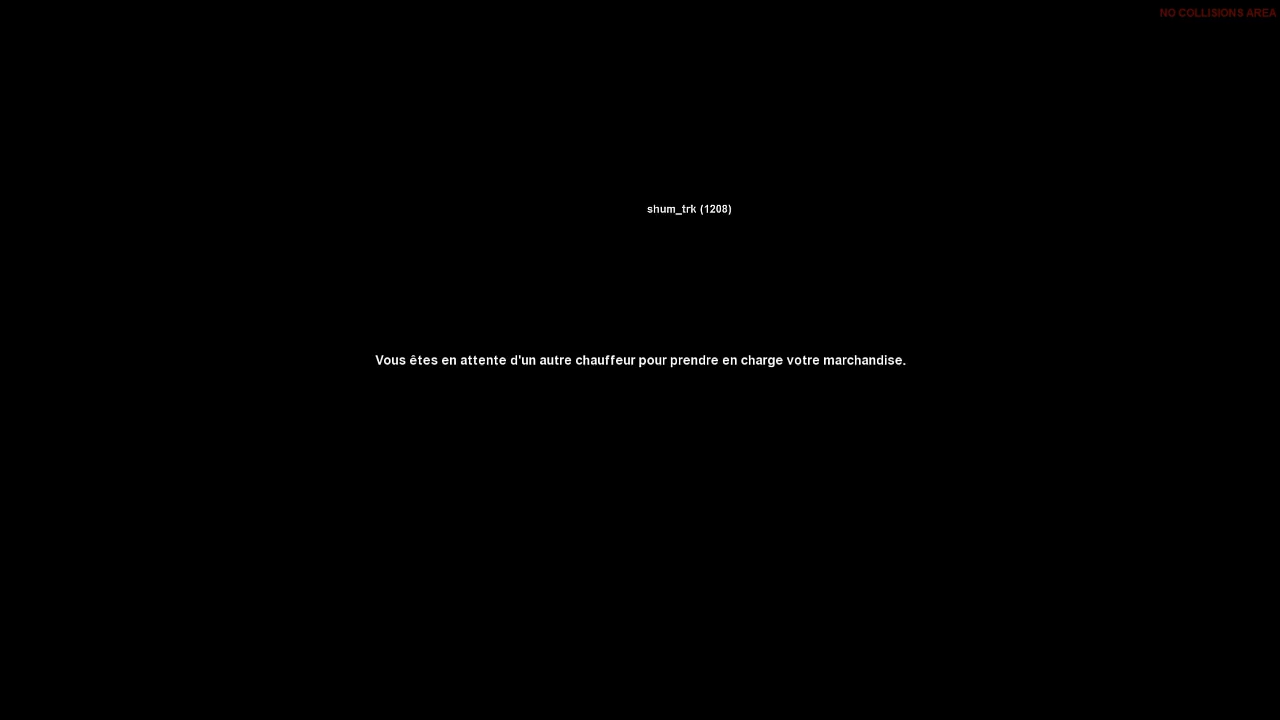 NO COLLISIONS AREA
shum_trk (1208)
Vous êtes en attente d'un autre chauffeur pour prendre en charge votre marchandise.